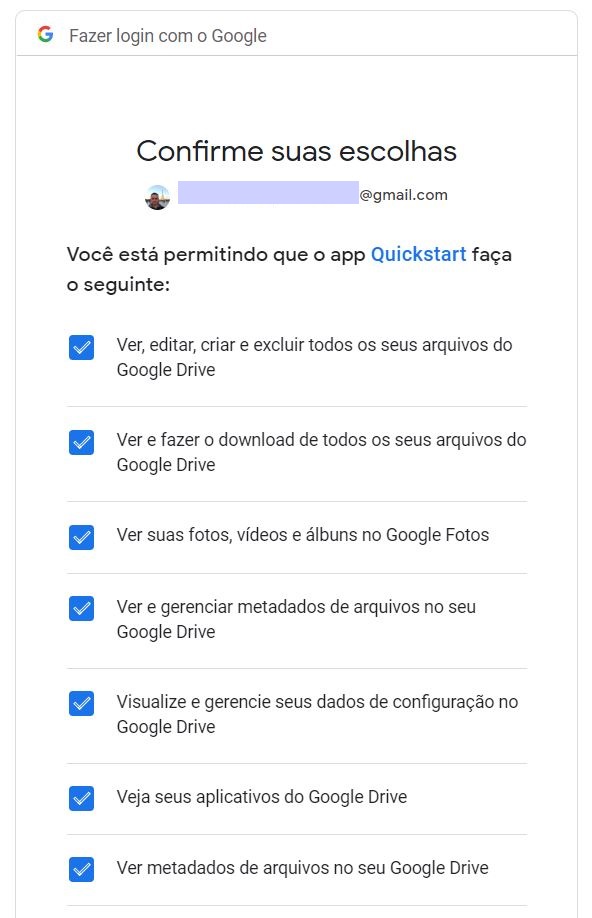 Fazer login com o Google
Confirme suas escolhas
@gmail.com
Você está permitindo que o app Quickstart faça
o seguinte:
Ver, editar, criar e excluir todos os seus arquivos do
Google Drive
Ver e fazer o download de todos os seus arquivos do
Google Drive
Ver suas fotos, vídeos e álbuns no Google Fotos
Ver e gerenciar metadados de arquivos no seu
Google Drive
Visualize e gerencie seus dados de configuração no
Google Drive
Veja seus aplicativos do Google Drive
Ver metadados de arquivos no seu Google Drive